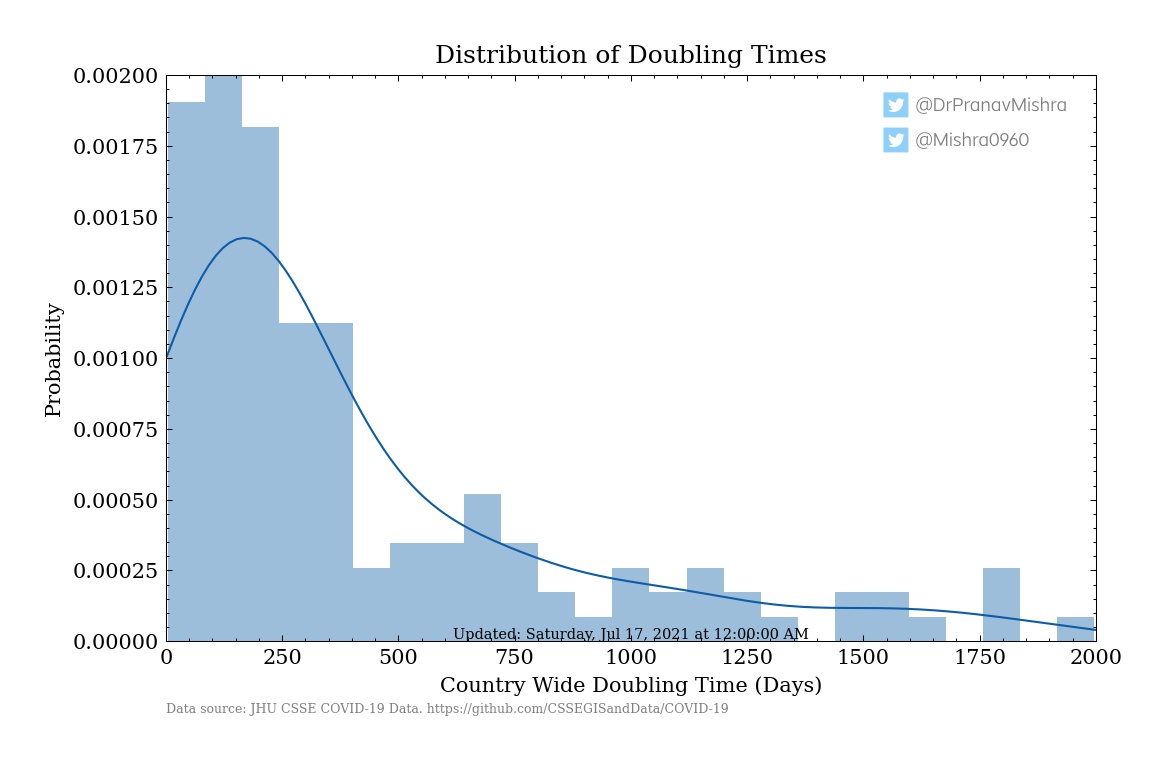 Distribution of Doubling Times
0.00200
0.00175
0.00150
0.00125
0.00100
0.00075
0.00050
0.00025
0.00000
Probability
@DrPranavMishra
@Mishra0960
Updated: Saturday, Jul 17, 2021 at 12:00:00 AM
0 250 500 750 1000 1250 1500 1750 2000
Country Wide Doubling Time (Days)
Data source: JHU CSSE COVID-19 Data. https://github.com/CSSEGISandData/COVID-19